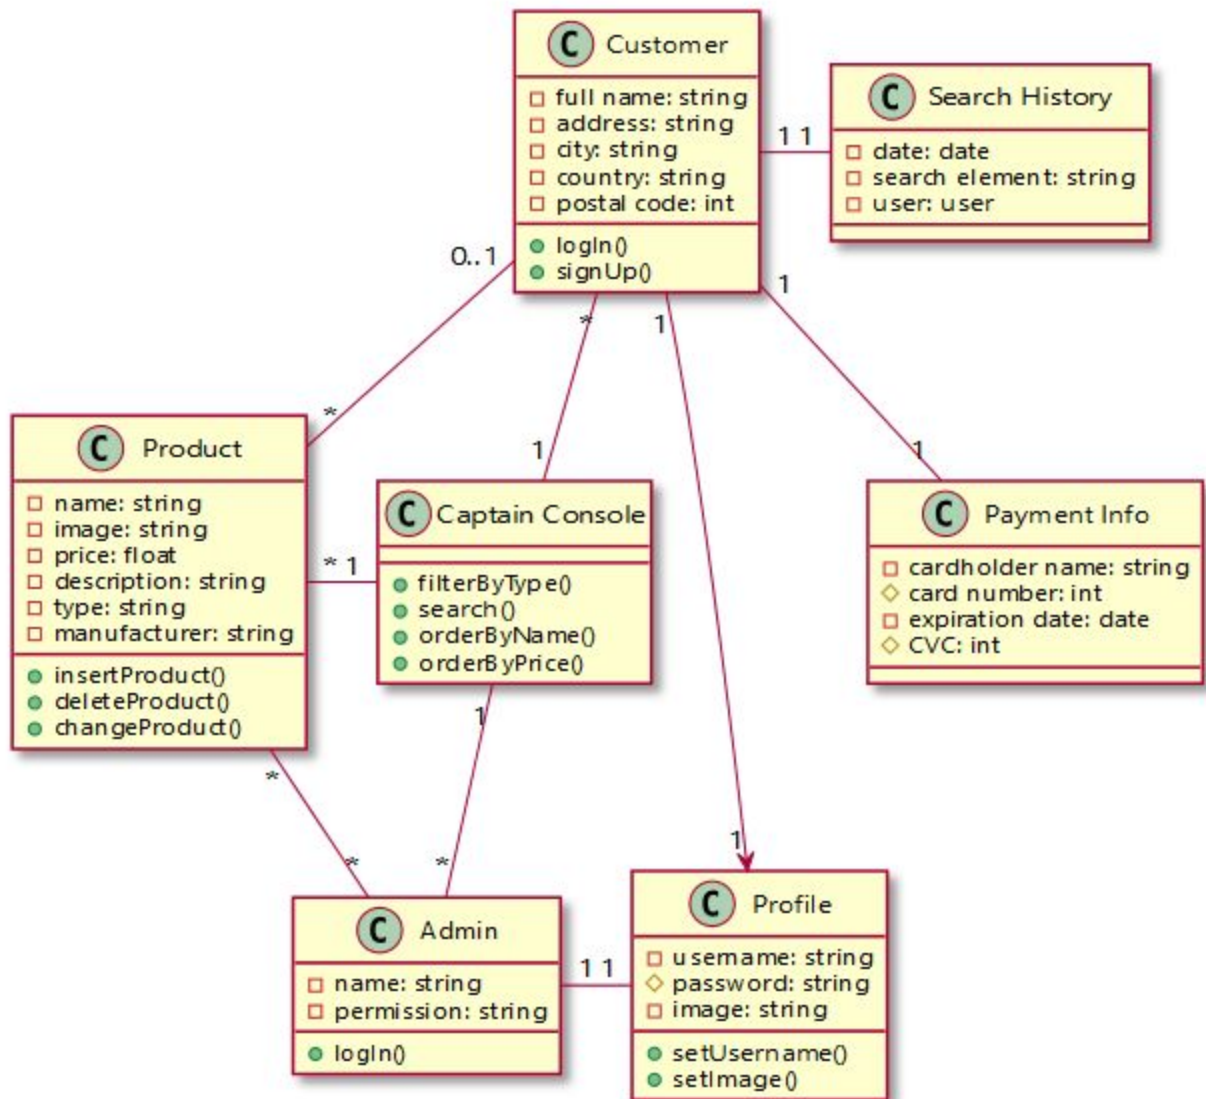 C Customer
full name: string
address: string
city: string
country: string
postal code: int
logIn()
signUp()
C Search History
date: date
search element: string
user: user
1 1
0..1
*
*
1
1
1
1
1
C Product
name: string
image: string
price: float
description: string
type: string
manufacturer: string
insertProduct()
deleteProduct()
changeProduct()
* 1
C Captain Console
filterByType()
search()
orderByName()
orderByPrice()
C Payment Info
cardholder name: string
card number: int
expiration date: date
CVC: int
*
*
1
*
C Admin
name: string
permission: string
logIn()
1 1
C Profile
username: string
password: string
image: string
setUsername()
setImage()